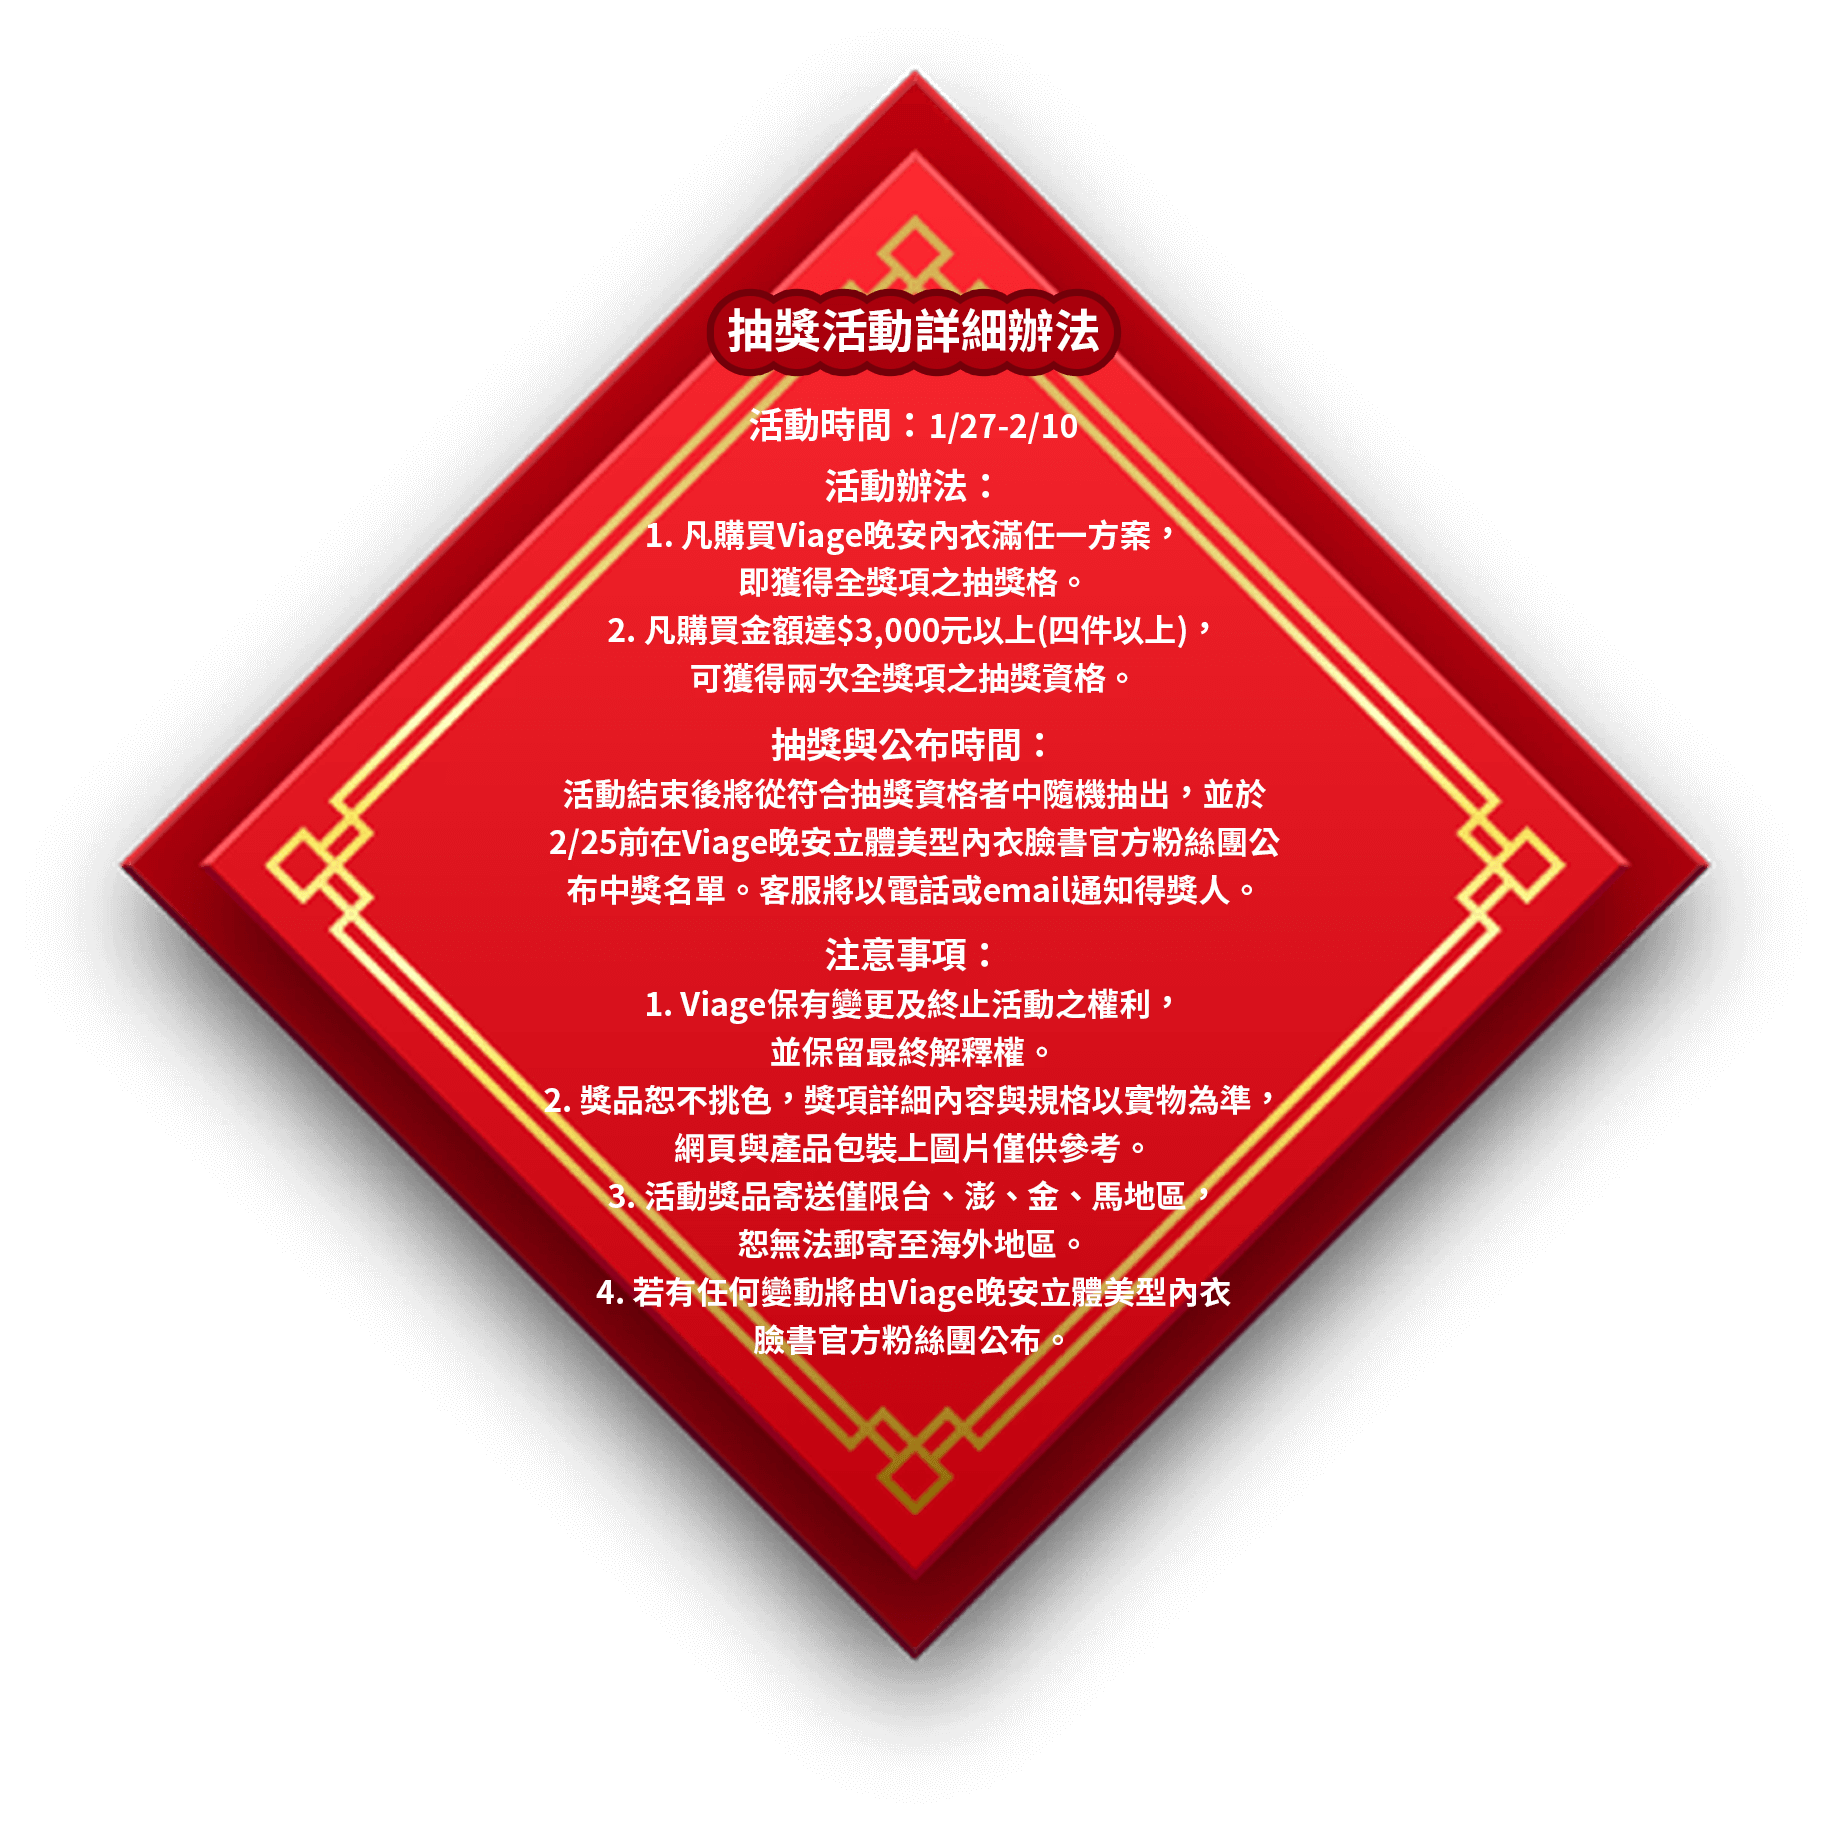 抽獎活動詳細辦法
活動時間：1/27-2/10
活動辦法：
1. 凡購買Viage晚安內衣滿任一方案，
即獲得全獎項之抽獎格。
2. 凡購買金額達$3,000元以上(四件以上)，
可獲得兩次全獎項之抽獎資格。
抽獎與公布時間：
活動結束後將從符合抽獎資格者中隨機抽出，並於
2/25前在Viage晚安立體美型內衣臉書官方粉絲團公
布中獎名單。客服將以電話或email通知得獎人。
注意事項：
1. Viage保有變更及終止活動之權利，
並保留最終解釋權。
2. 獎品恕不挑色，獎項詳細內容與規格以實物為準，
網頁與產品包裝上圖片僅供參考。
3. 活動獎品寄送僅限台、澎、金、馬地區，
恕無法郵寄至海外地區。
4. 若有任何變動將由Viage晚安立體美型內衣
臉書官方粉絲團公布。